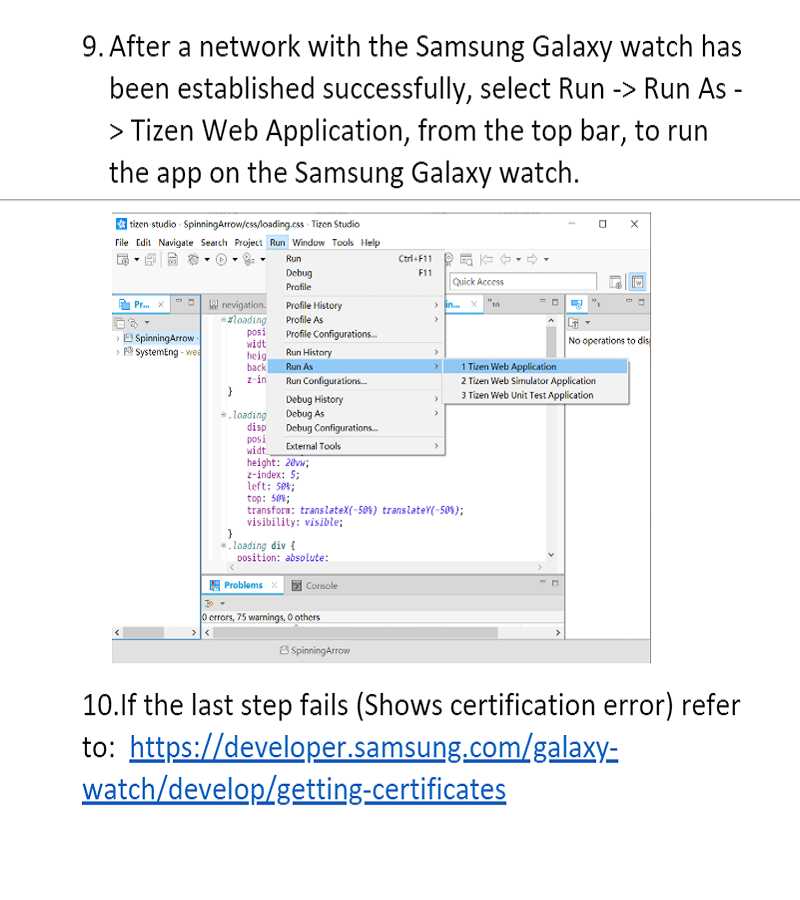 9. After a network with the Samsung Galaxy watch has
been established successfully, select Run -> Run As -
> Tizen Web Application, from the top bar, to run
the app on the Samsung Galaxy watch.
tizen-studio - SpinningArrow/css/loading.css - Tizen Studio
File Edit Navigate Search Project Run Window Tools Help
Run Ctrl+F11
Debug F11
Profile
Quick Access
Pr...
nevigation.
in...
Profile History
Profile As
Profile Configurations...
Run History
Run As
Run Configurations...
Debug History
Debug As
Debug Configurations...
External Tools
1 Tizen Web Application
2 Tizen Web Simulator Application
3 Tizen Web Unit Test Application
SpinningArrow -
SystemEng - wea
No operations to dis
#loading
posi
widt
heig
back
z-in
}
.loading
disp
posi
widt
height: 20vw;
z-index: 5;
left: 50%;
top: 50%;
transform: translateX(-50%) translateY(-50%);
visibility: visible;
}
.loading div {
position: absolute;
Problems Console
0 errors, 75 warnings, 0 others
SpinningArrow
10.If the last step fails (Shows certification error) refer
to: https://developer.samsung.com/galaxy-
watch/develop/getting-certificates